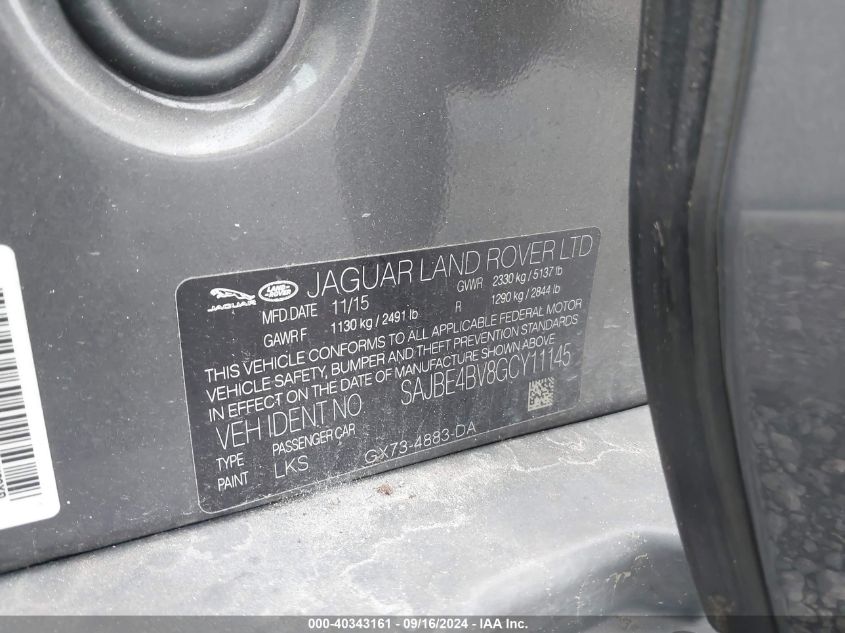 JAGUAR LAND ROVER JAGUAR LAND ROVER LTD
MFD.DATE 11/15 GVWR 2330 kg / 5137 lb
GAWR F 1130 kg / 2491 lb R 1290 kg / 2844 lb
THIS VEHICLE CONFORMS TO ALL APPLICABLE FEDERAL MOTOR
VEHICLE SAFETY, BUMPER AND THEFT PREVENTION STANDARDS
IN EFFECT ON THE DATE OF MANUFACTURE SHOWN ABOVE
VEH IDENT NO. SAJBE4BV8GCY11145
TYPE PASSENGER CAR
PAINT LKS GX73-4883-DA
000-40343161 - 09/16/2024 - © IAA Inc.